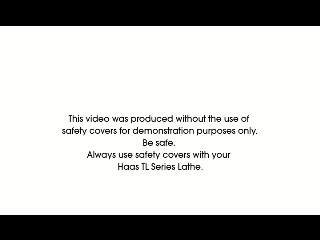 This video was produced without the use of
safety covers for demonstration purposes only.
Be safe.
Always use safety covers with your
Haas TL Series Lathe.